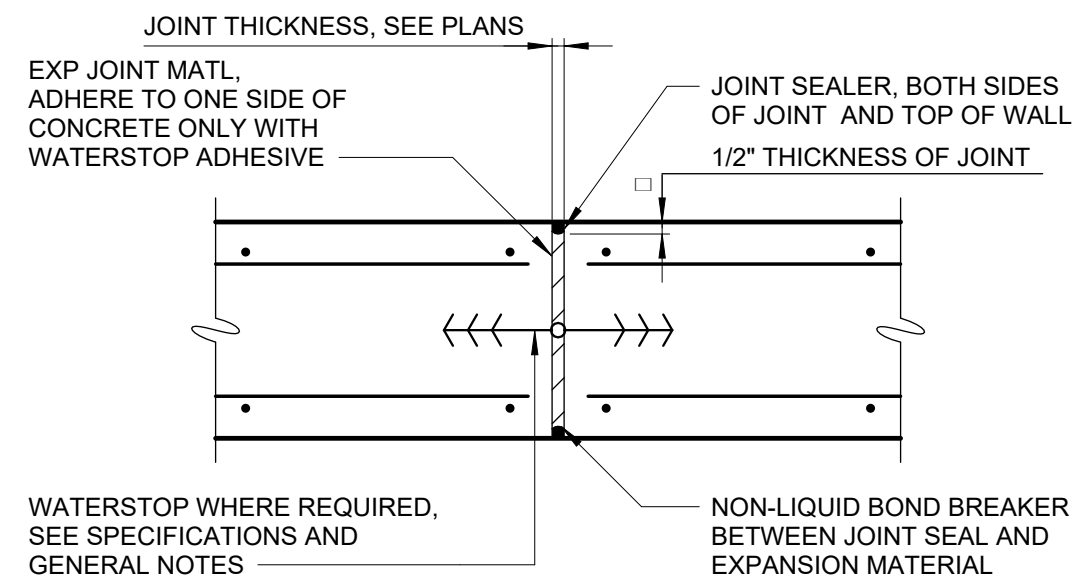 JOINT THICKNESS, SEE PLANS
EXP JOINT MATL,
ADHERE TO ONE SIDE OF
CONCRETE ONLY WITH
WATERSTOP ADHESIVE
JOINT SEALER, BOTH SIDES
OF JOINT AND TOP OF WALL
1/2" THICKNESS OF JOINT
WATERSTOP WHERE REQUIRED,
SEE SPECIFICATIONS AND
GENERAL NOTES
NON-LIQUID BOND BREAKER
BETWEEN JOINT SEAL AND
EXPANSION MATERIAL